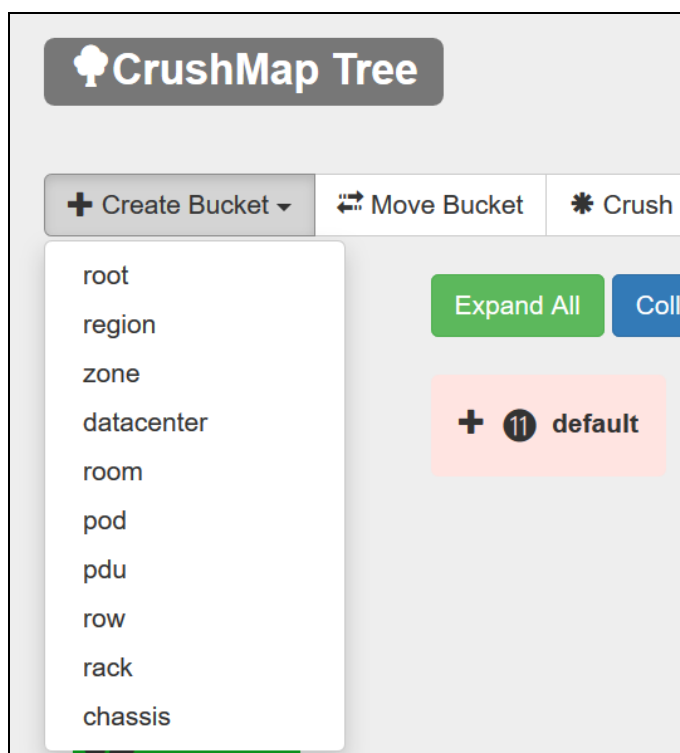 CrushMap Tree
Create Bucket Move Bucket Crush
root
region
zone
datacenter
room
pod
pdu
row
rack
chassis
Expand All Coll
11 default